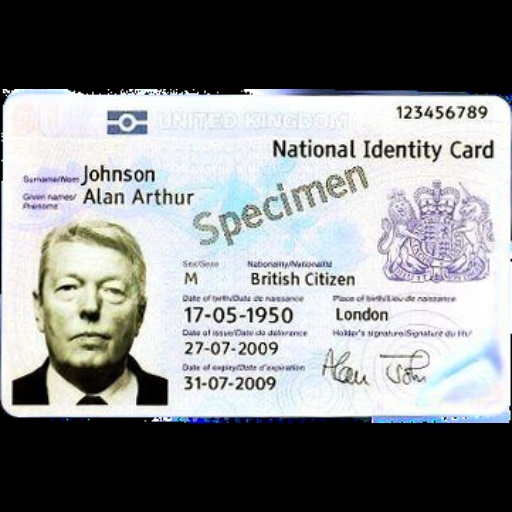 UNITED KINGDOM
123456789
National Identity Card
Surname/Nom Johnson
Given names/ Alan Arthur
Prénoms
Specimen
Sex/Sexe Nationality/Nationalité
M British Citizen
Date of birth/Date de naissance Place of birth/Lieu de naissance
17-05-1950 London
Date of issue/Date de délivrance Holder's signature/Signature du
27-07-2009
Date of expiry/Date d'expiration
31-07-2009
Alan John